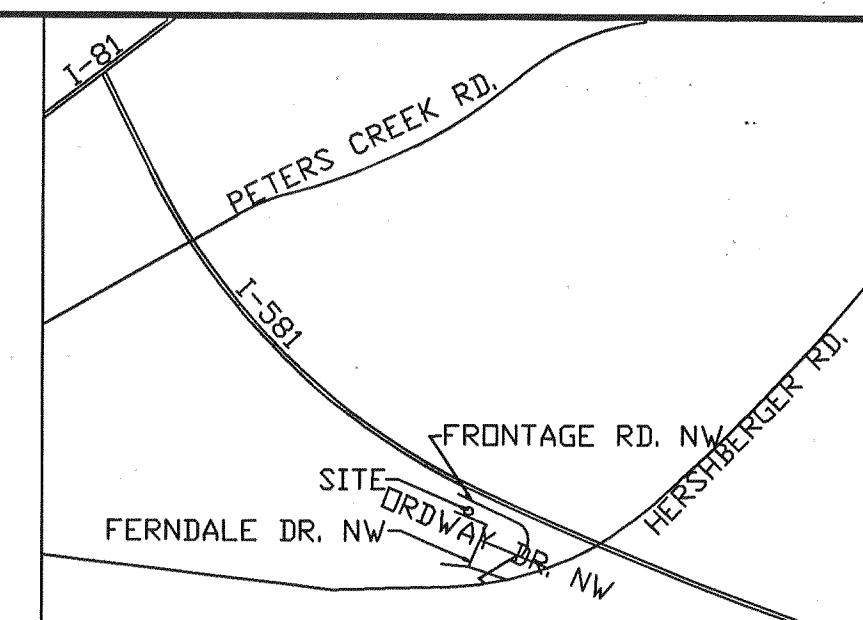 I-81
PETERS CREEK RD.
I-581
FRONTAGE RD. NW
HERSHBERGER RD.
SITE
ORDWAY DR. NW
FERNDALE DR. NW